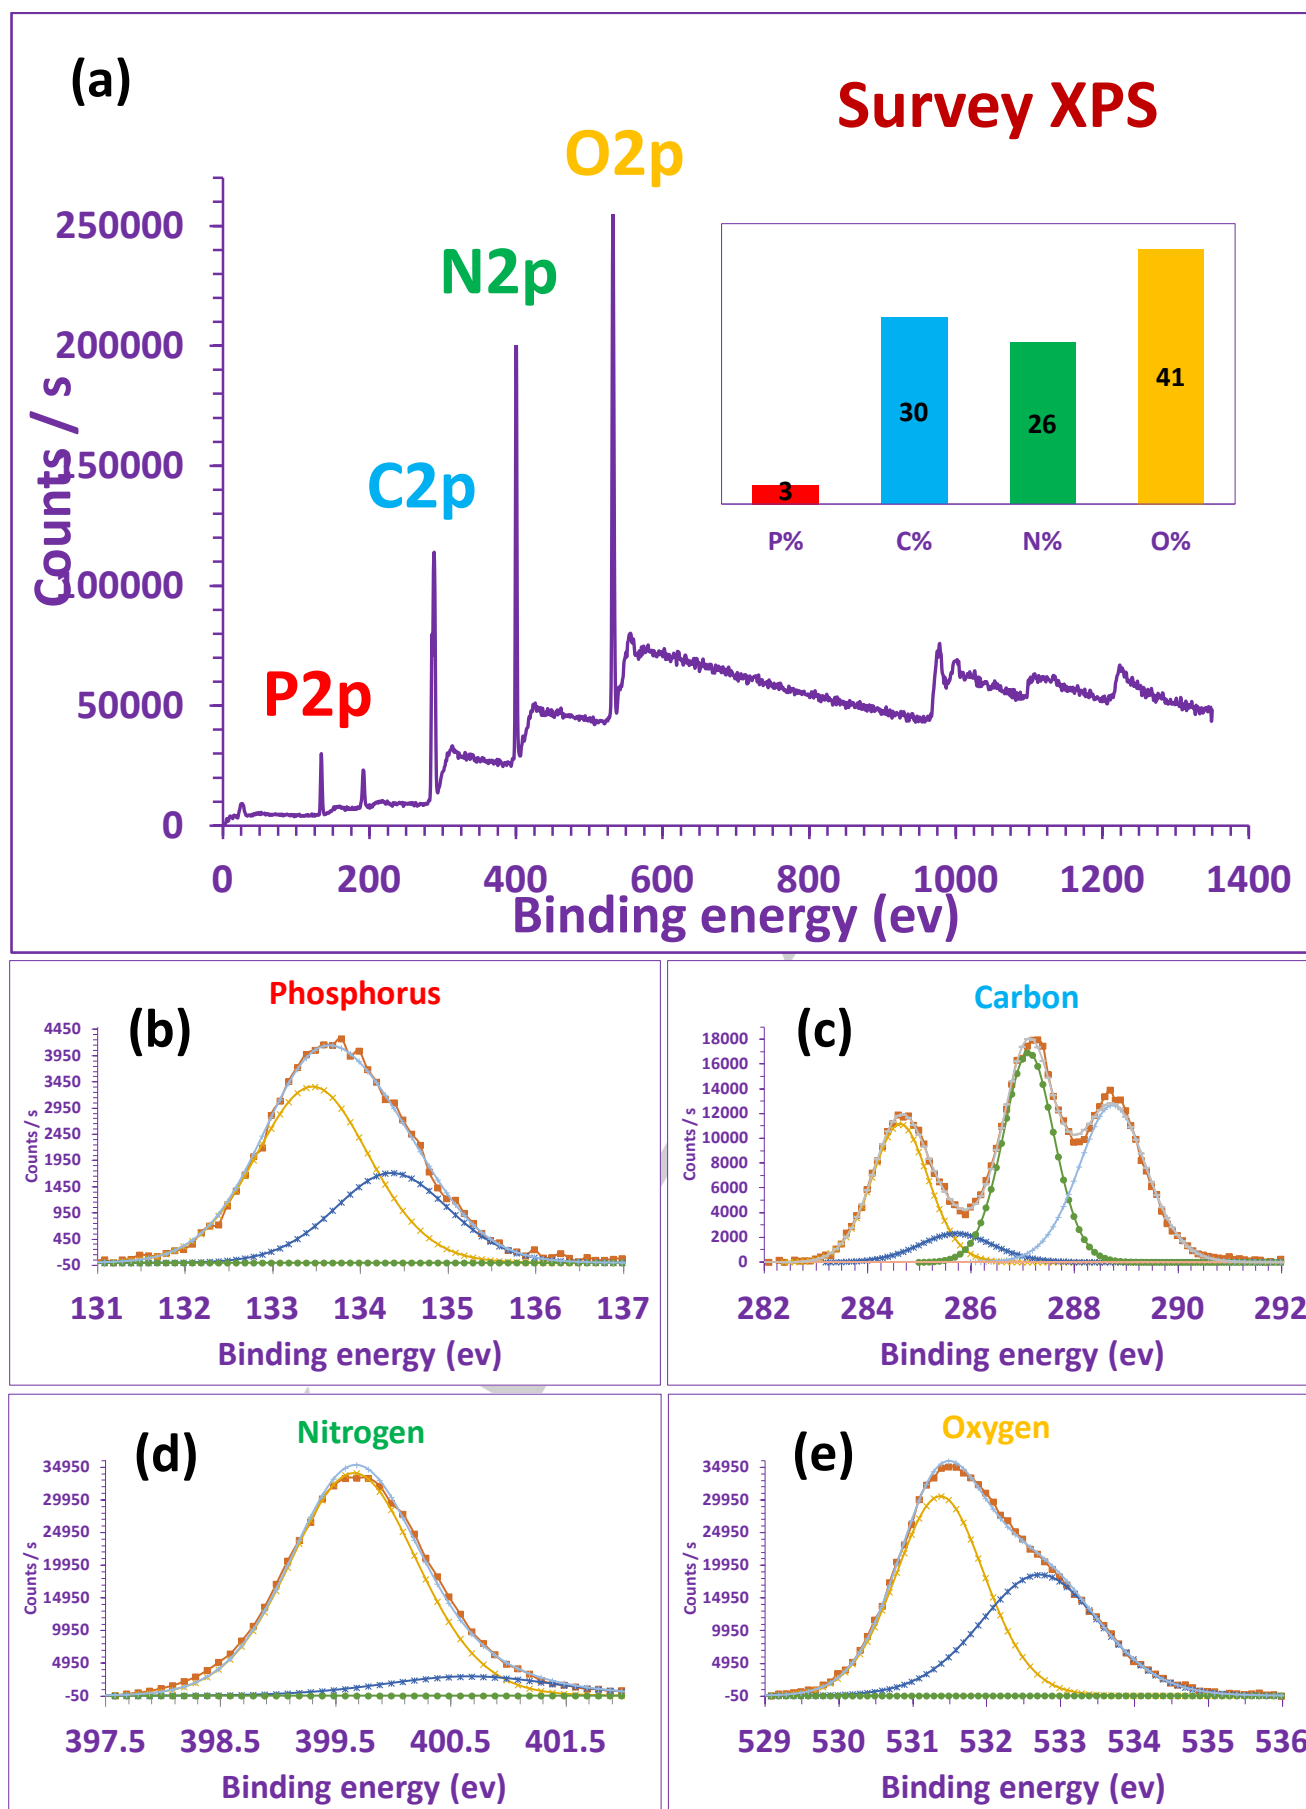 (a)
Survey XPS
O2p
N2p
C2p
P2p
Counts / s
250000
200000
150000
100000
50000
0
0 200 400 600 800 1000 1200 1400
Binding energy (ev)
3 30 26 41
P% C% N% O%
(b)
Phosphorus
Counts / s
4450
3950
3450
2950
2450
1950
1450
950
450
-50
131 132 133 134 135 136 137
Binding energy (ev)
(c)
Carbon
Counts / s
18000
16000
14000
12000
10000
8000
6000
4000
2000
0
282 284 286 288 290 292
Binding energy (ev)
(d)
Nitrogen
Counts / s
34950
29950
24950
19950
14950
9950
4950
-50
397.5 398.5 399.5 400.5 401.5
Binding energy (ev)
(e)
Oxygen
Counts / s
34950
29950
24950
19950
14950
9950
4950
-50
529 530 531 532 533 534 535 536
Binding energy (ev)